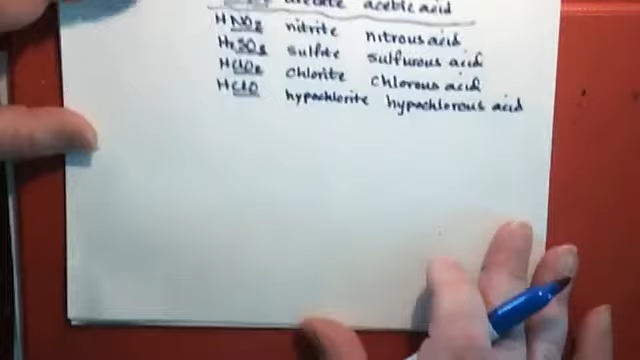 acetate acetic acid
HNO2 nitrite nitrous acid
H2SO3 sulfite sulfurous acid
HClO2 chlorite chlorous acid
HClO hypochlorite hypochlorous acid